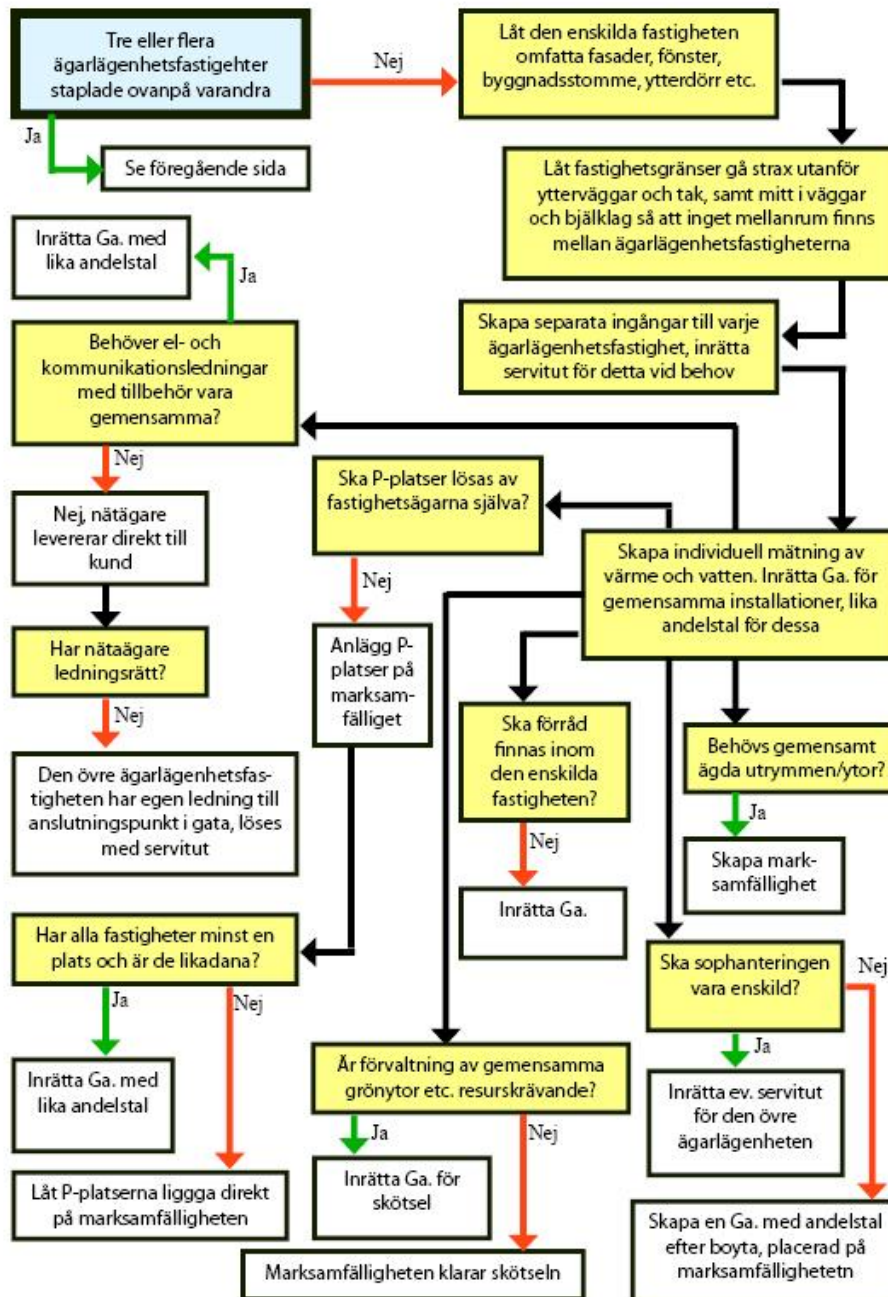 Tre eller flera
ägarlägenhetsfastigehter
staplade ovanpå varandra
Nej
Låt den enskilda fastigheten
omfatta fasader, fönster,
byggnadsstomme, ytterdörr etc.
Ja
Se föregående sida
Låt fastighetsgränser gå strax utanför
ytterväggar och tak, samt mitt i väggar
och bjälklag så att inget mellanrum finns
mellan ägarlägenhetsfastigheterna
Inrätta Ga. med
lika andelstal
Ja
Skapa separata ingångar till varje
ägarlägenhetsfastighet, inrätta
servitut för detta vid behov
Behöver el- och
kommunikationsledningar
med tillbehör vara
gemensamma?
Nej
Ska P-platser lösas av
fastighetsägarna själva?
Nej
Nej, nätägare
levererar direkt till
kund
Skapa individuell mätning av
värme och vatten. Inrätta Ga. för
gemensamma installationer, lika
andelstal för dessa
Har nätaägare
ledningsrätt?
Nej
Anlägg P-
platser på
marksam-
fälliget
Ska förråd
finnas inom
den enskilda
fastigheten?
Nej
Inrätta Ga.
Behövs gemensamt
ägda utrymmen/ytor?
Ja
Skapa mark-
samfällighet
Den övre ägarlägenhetsfas-
tigheten har egen ledning till
anslutningspunkt i gata, löses
med servitut
Har alla fastigheter minst en
plats och är de likadana?
Ja
Nej
Inrätta Ga. med
lika andelstal
Låt P-platserna liggga direkt
på marksamfälligheten
Är förvaltning av gemensamma
grönytor etc. resurskrävande?
Ja
Nej
Inrätta Ga. för
skötsel
Marksamfälligheten klarar skötseln
Ska sophanteringen
vara enskild?
Nej
Ja
Inrätta ev. servitut
för den övre
ägarlägenheten
Skapa en Ga. med andelstal
efter boyta, placerad på
marksamfällighetetn